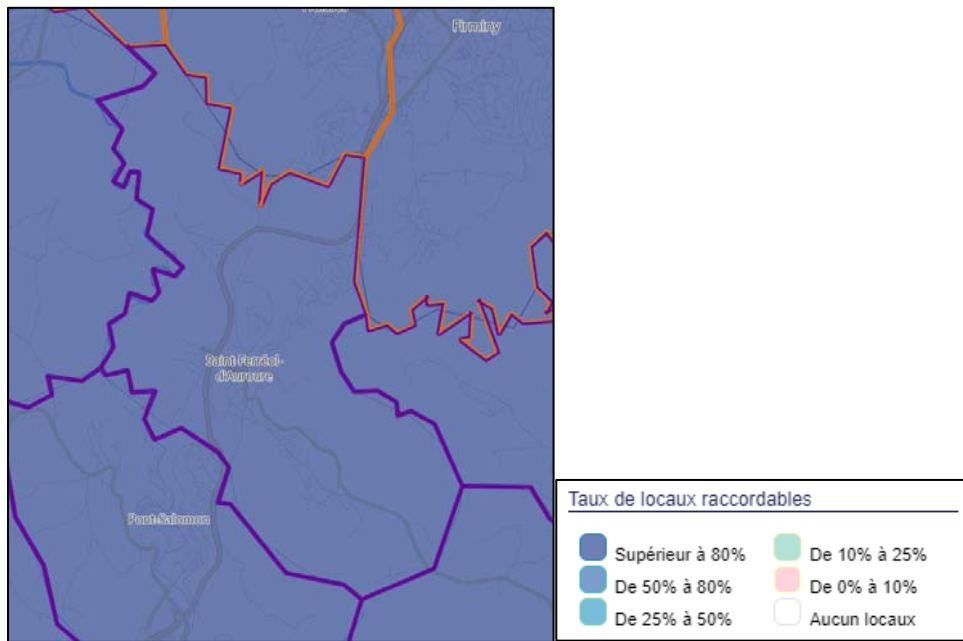 Firminy
Saint-Ferréol-
d'Auroure
Pont-Salomon
Taux de locaux raccordables
Supérieur à 80%
De 50% à 80%
De 25% à 50%
De 10% à 25%
De 0% à 10%
Aucun locaux